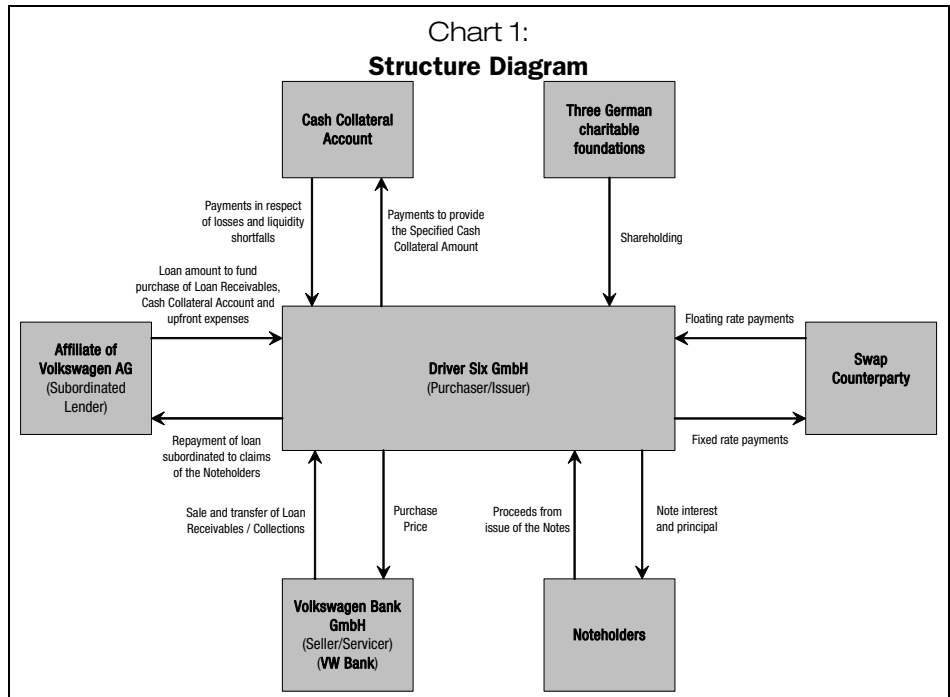 Chart 1:
Structure Diagram
Cash Collateral
Account
Three German
charitable
foundations
Payments in respect
of losses and liquidity
shortfalls
Payments to provide
the Specified Cash
Collateral Amount
Shareholding
Loan amount to fund
purchase of Loan Receivables,
Cash Collateral Account and
upfront expenses
Floating rate payments
Affiliate of
Volkswagen AG
(Subordinated
Lender)
Driver Six GmbH
(Purchaser/Issuer)
Swap
Counterparty
Repayment of loan
subordinated to claims
of the Noteholders
Fixed rate payments
Sale and transfer of Loan
Receivables / Collections
Purchase
Price
Proceeds from
issue of the Notes
Note interest
and principal
Volkswagen Bank
GmbH
(Seller/Servicer)
(VW Bank)
Noteholders